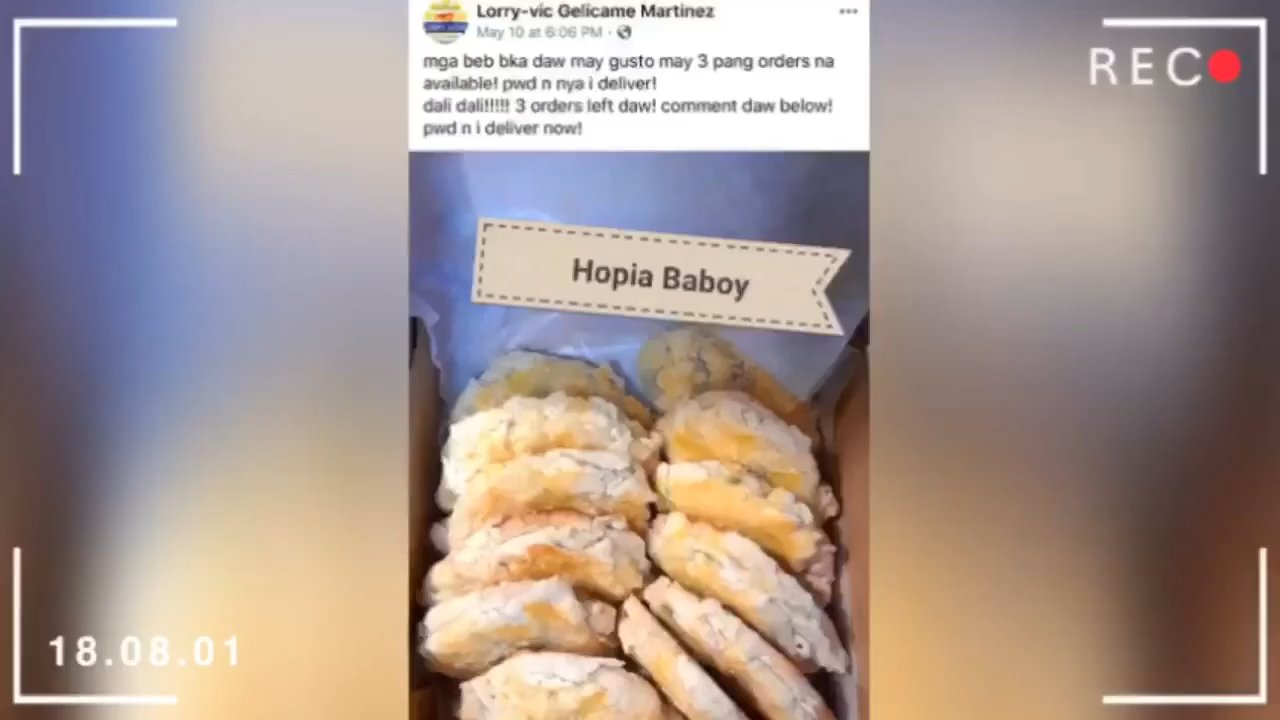 Lorry-vic Gelicame Martinez
May 10 at 6:06 PM
mga beb bka daw may gusto may 3 pang orders na
available! pwd n nya i deliver!
dali dali!!!!! 3 orders left daw! comment daw below!
pwd n i deliver now!
REC
Hopia Baboy
18.08.01